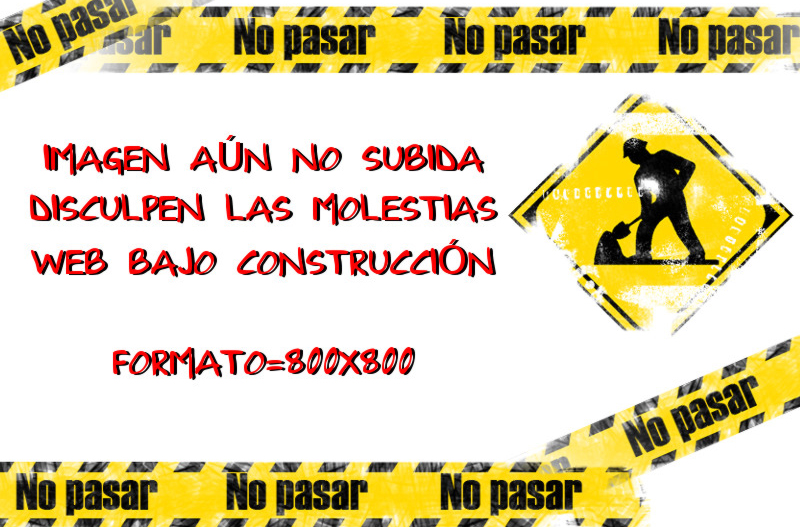 No pasar
sar No pasar No pasar No pasar
IMAGEN AÚN NO SUBIDA
DISCULPEN LAS MOLESTIAS
WEB BAJO CONSTRUCCIÓN
FORMATO=800X800
No pasar
No pasar No pasar No pasar